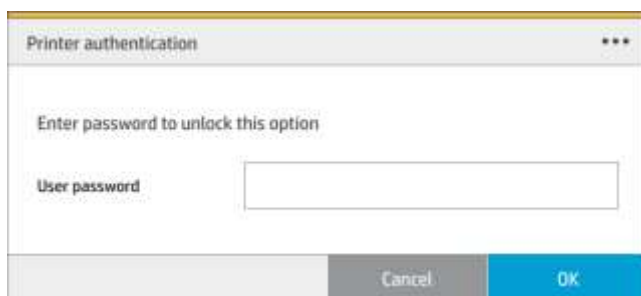 Printer authentication
Enter password to unlock this option
User password
Cancel
OK